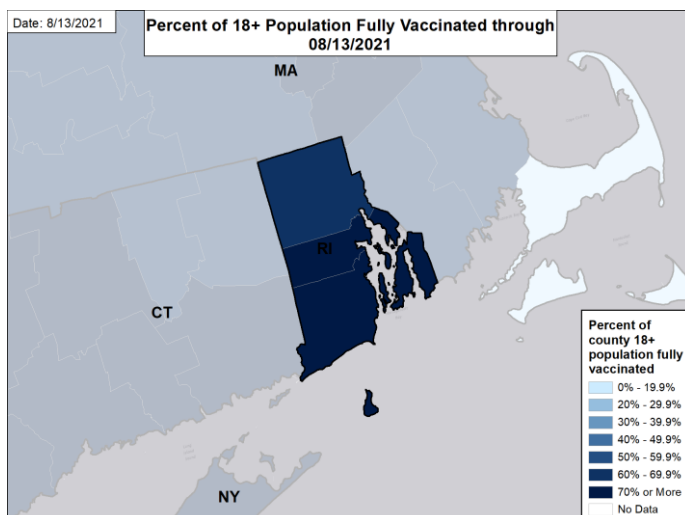 Date: 8/13/2021
Percent of 18+ Population Fully Vaccinated through
08/13/2021
MA
RI
CT
NY
Percent of
county 18+
population fully
vaccinated
0% - 19.9%
20% - 29.9%
30% - 39.9%
40% - 49.9%
50% - 59.9%
60% - 69.9%
70% or More
No Data